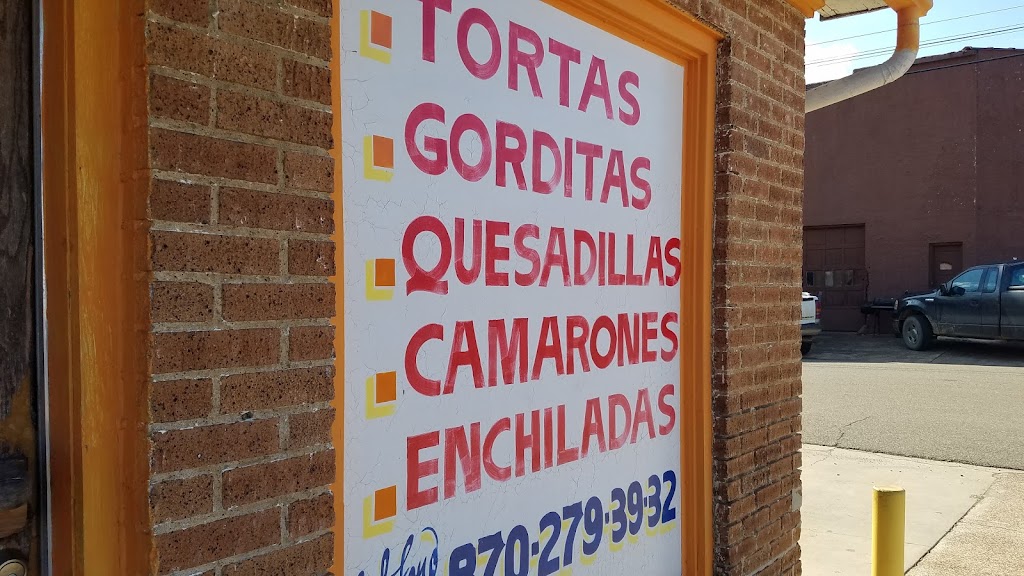 TORTAS
GORDITAS
QUESADILLAS
CAMARONES
ENCHILADAS
870-279-39-32